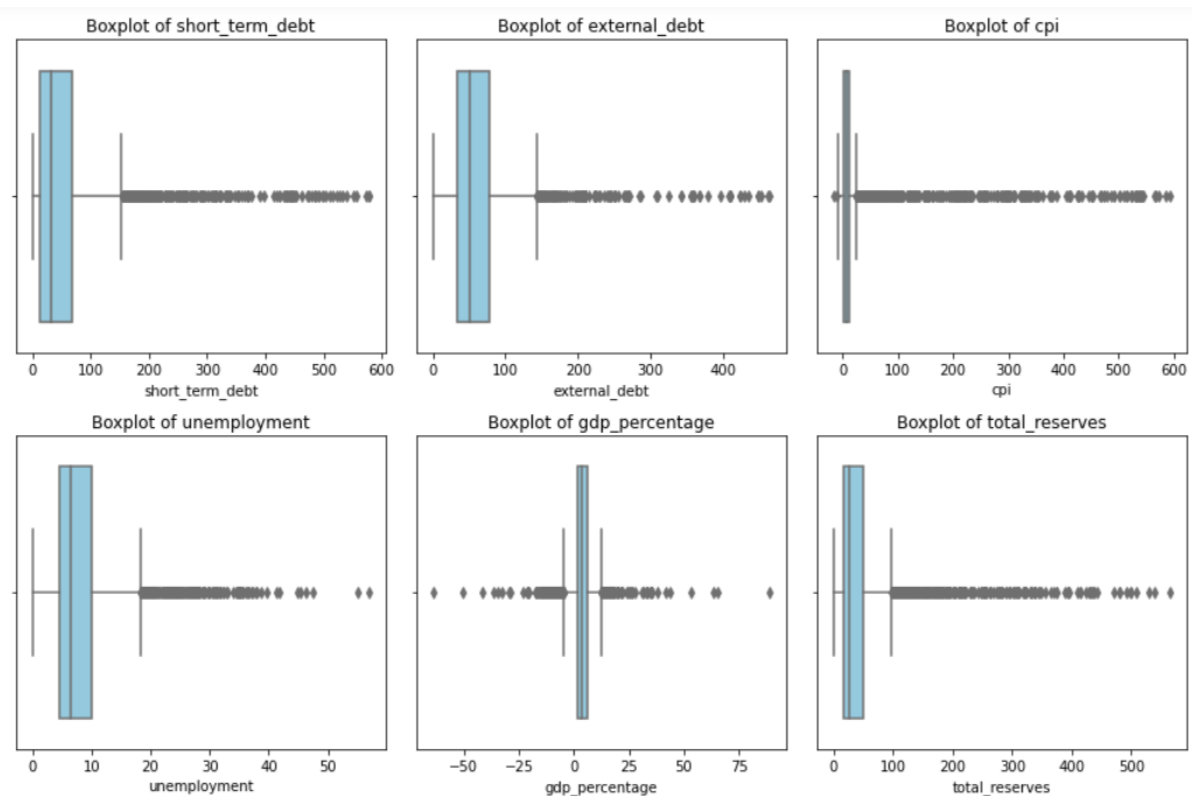 Boxplot of short_term_debt
Boxplot of external_debt
Boxplot of cpi
0 100 200 300 400 500 600
0 100 200 300 400
0 100 200 300 400 500 600
short_term_debt
external_debt
cpi
Boxplot of unemployment
Boxplot of gdp_percentage
Boxplot of total_reserves
0 10 20 30 40 50
−50 −25 0 25 50 75
0 100 200 300 400 500
unemployment
gdp_percentage
total_reserves